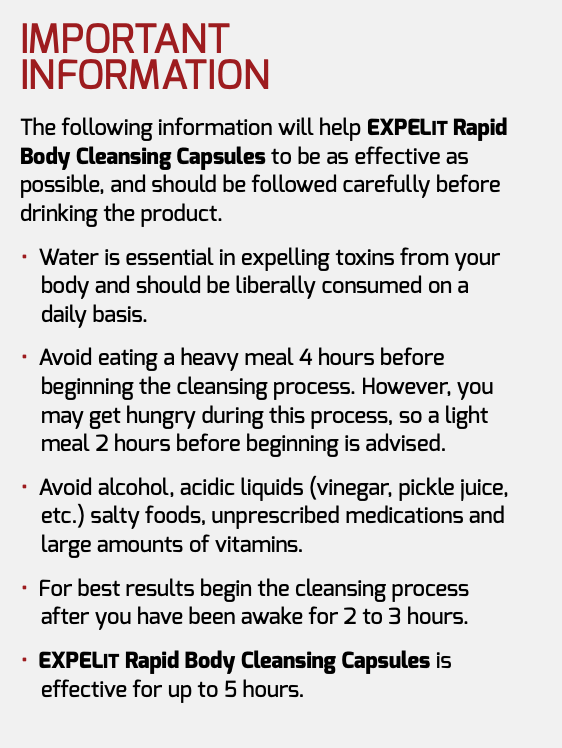 IMPORTANT
INFORMATION
The following information will help EXPELIT Rapid
Body Cleansing Capsules to be as effective as
possible, and should be followed carefully before
drinking the product.
· Water is essential in expelling toxins from your
body and should be liberally consumed on a
daily basis.
· Avoid eating a heavy meal 4 hours before
beginning the cleansing process. However, you
may get hungry during this process, so a light
meal 2 hours before beginning is advised.
· Avoid alcohol, acidic liquids (vinegar, pickle juice,
etc.) salty foods, unprescribed medications and
large amounts of vitamins.
· For best results begin the cleansing process
after you have been awake for 2 to 3 hours.
· EXPELIT Rapid Body Cleansing Capsules is
effective for up to 5 hours.